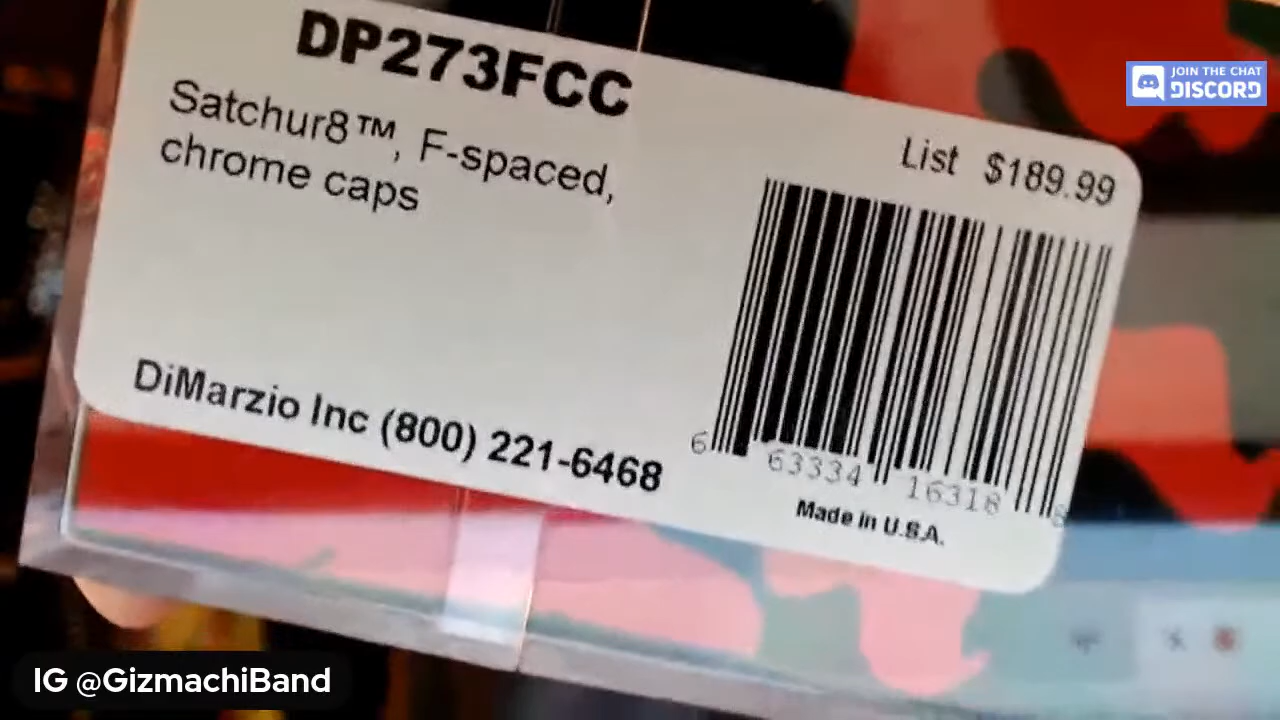 DP273FCC
Satchur8™, F-spaced,
chrome caps
List $189.99
DiMarzio Inc (800) 221-6468
6 63334 16318 8
Made in U.S.A.
JOIN THE CHAT
DISCORD
IG @GizmachiBand